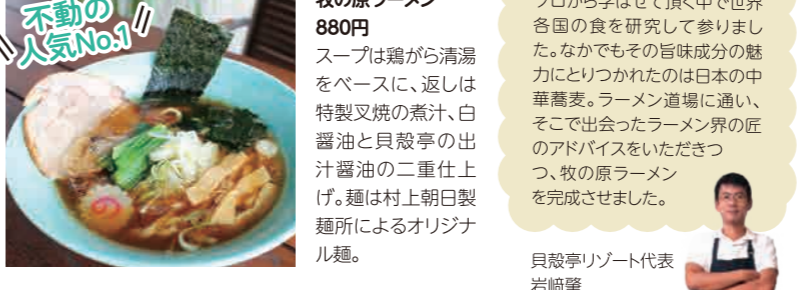 不動の
人気No.1
牧の原ラーメン
880円
スープは鶏がら清湯
をベースに、返しは
特製叉焼の煮汁、白
醤油と貝殻亭の出
汁醤油の二重仕上
げ。麺は村上朝日製
麺所によるオリジナ
ル麺。
プロから学ばせて頂く中で世界
各国の食を研究して参りまし
た。なかでもその旨味成分の魅
力にとりつかれたのは日本の中
華蕎麦。ラーメン道場に通い、
そこで出会ったラーメン界の匠
のアドバイスをいただきつ
つ、牧の原ラーメン
を完成させました。
貝殻亭リゾート代表
岩﨑肇